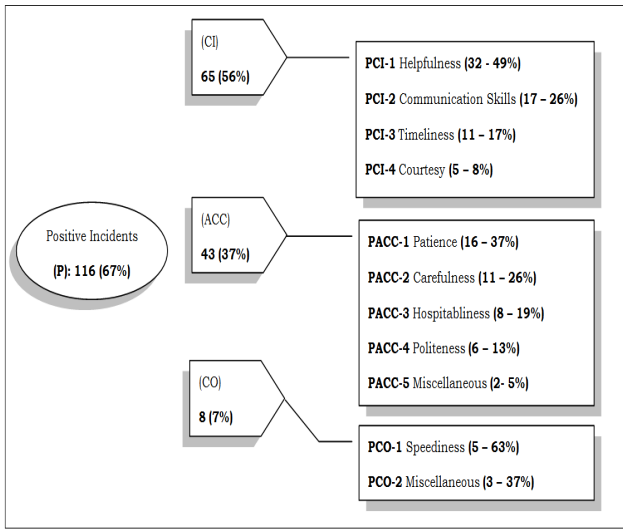 (CI)
65 (56%)
PCI-1 Helpfulness (32 - 49%)
PCI-2 Communication Skills (17 – 26%)
PCI-3 Timeliness (11 – 17%)
PCI-4 Courtesy (5 – 8%)
Positive Incidents
(P): 116 (67%)
(ACC)
43 (37%)
PACC-1 Patience (16 – 37%)
PACC-2 Carefulness (11 – 26%)
PACC-3 Hospitabliness (8 – 19%)
PACC-4 Politeness (6 – 13%)
PACC-5 Miscellaneous (2- 5%)
(CO)
8 (7%)
PCO-1 Speediness (5 – 63%)
PCO-2 Miscellaneous (3 – 37%)